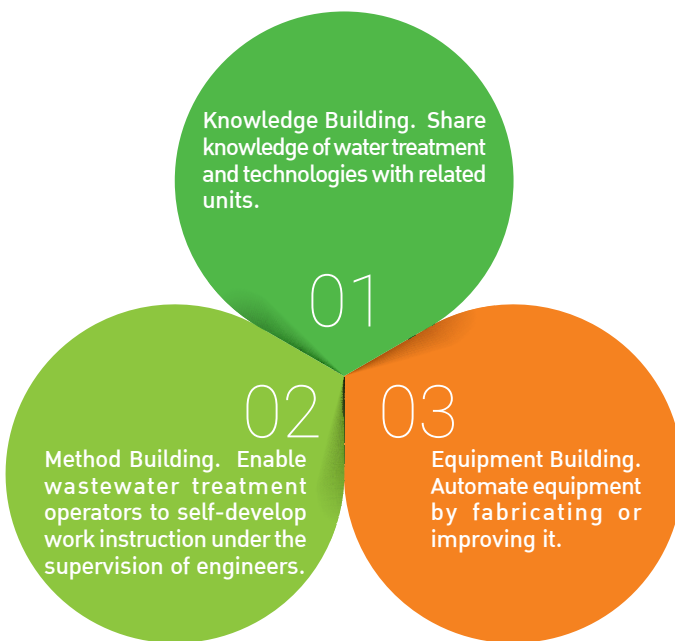 Knowledge Building. Share
knowledge of water treatment
and technologies with related
units.
01
02
Method Building. Enable
wastewater treatment
operators to self-develop
work instruction under the
supervision of engineers.
03
Equipment Building.
Automate equipment
by fabricating or
improving it.